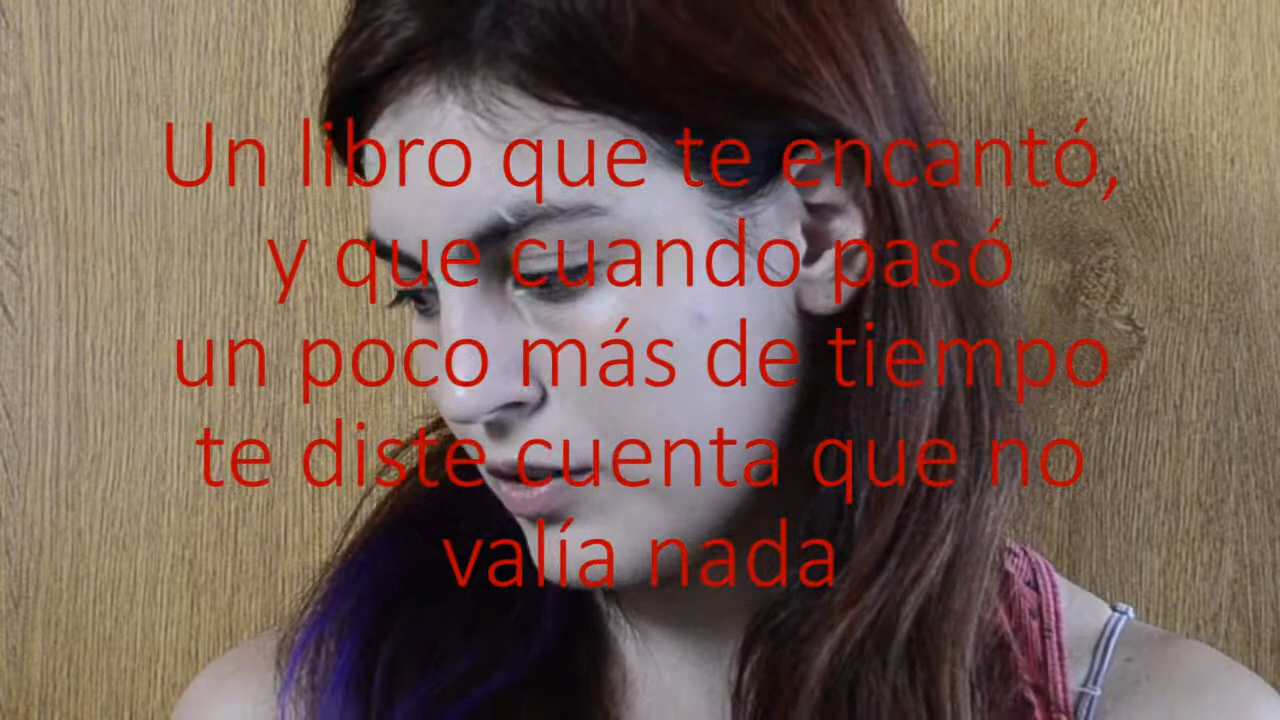 Un libro que te encantó,
y que cuando pasó
un poco más de tiempo
te diste cuenta que no
valía nada